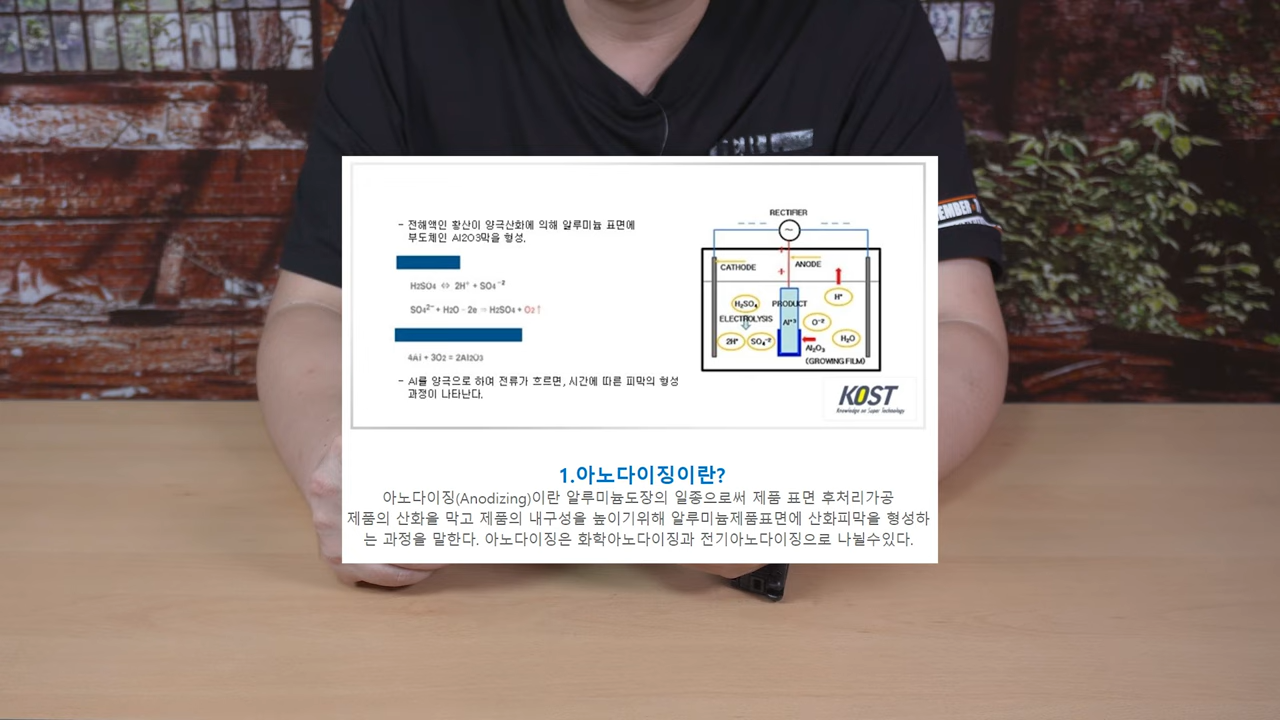 - 전해액인 황산이 양극산화에 의해 알루미늄 표면에
부도체인 Al2O3막을 형성.
H₂SO₄ ⇔ 2H⁺ + SO₄⁻²
SO₄²⁻ + H₂O - 2e = H₂SO₄ + O₂↑
4Al + 3O₂ = 2Al₂O₃
- Al를 양극으로 하여 전류가 흐르면, 시간에 따른 피막의 형성
과정이 나타난다.
RECTIFIER
CATHODE
ANODE
H⁺
H₂SO₄
PRODUCT
ELECTROLYSIS
Al⁺³
O⁻²
2H⁺
SO₄⁻²
H₂O
Al₂O₃
(GROWING FILM)
KOST
Knowledge on Super Technology
1.아노다이징이란?
아노다이징(Anodizing)이란 알루미늄도장의 일종으로써 제품 표면 후처리가공
제품의 산화을 막고 제품의 내구성을 높이기위해 알루미늄제품표면에 산화피막을 형성하
는 과정을 말한다. 아노다이징은 화학아노다이징과 전기아노다이징으로 나뉠수있다.